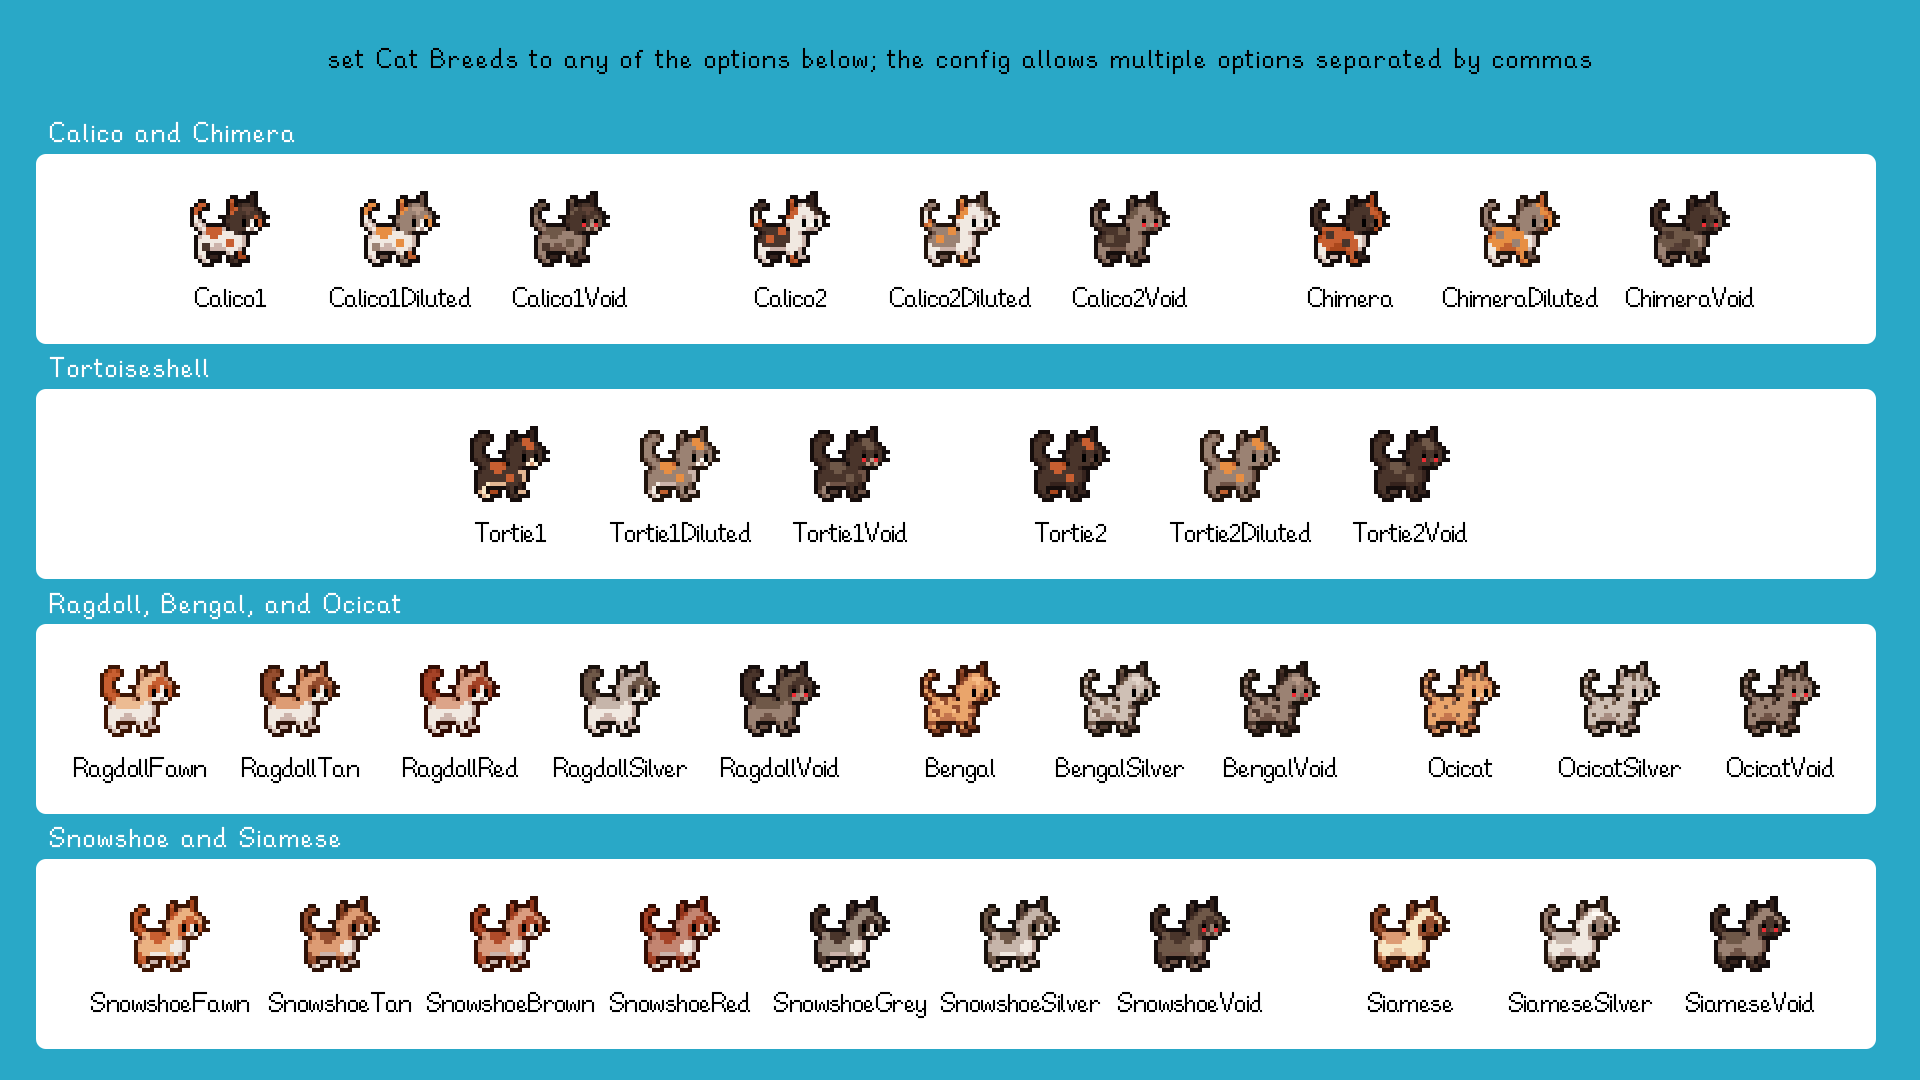 set Cat Breeds to any of the options below; the config allows multiple options separated by commas
Calico and Chimera
Calico1 Calico1Diluted Calico1Void Calico2 Calico2Diluted Calico2Void Chimera ChimeraDiluted ChimeraVoid
Tortoiseshell
Tortie1 Tortie1Diluted Tortie1Void Tortie2 Tortie2Diluted Tortie2Void
Ragdoll, Bengal, and Ocicat
RagdollFawn RagdollTan RagdollRed RagdollSilver RagdollVoid Bengal BengalSilver BengalVoid Ocicat OcicatSilver OcicatVoid
Snowshoe and Siamese
SnowshoeFawn SnowshoeTan SnowshoeBrown SnowshoeRed SnowshoeGrey SnowshoeSilver SnowshoeVoid Siamese SiameseSilver SiameseVoid